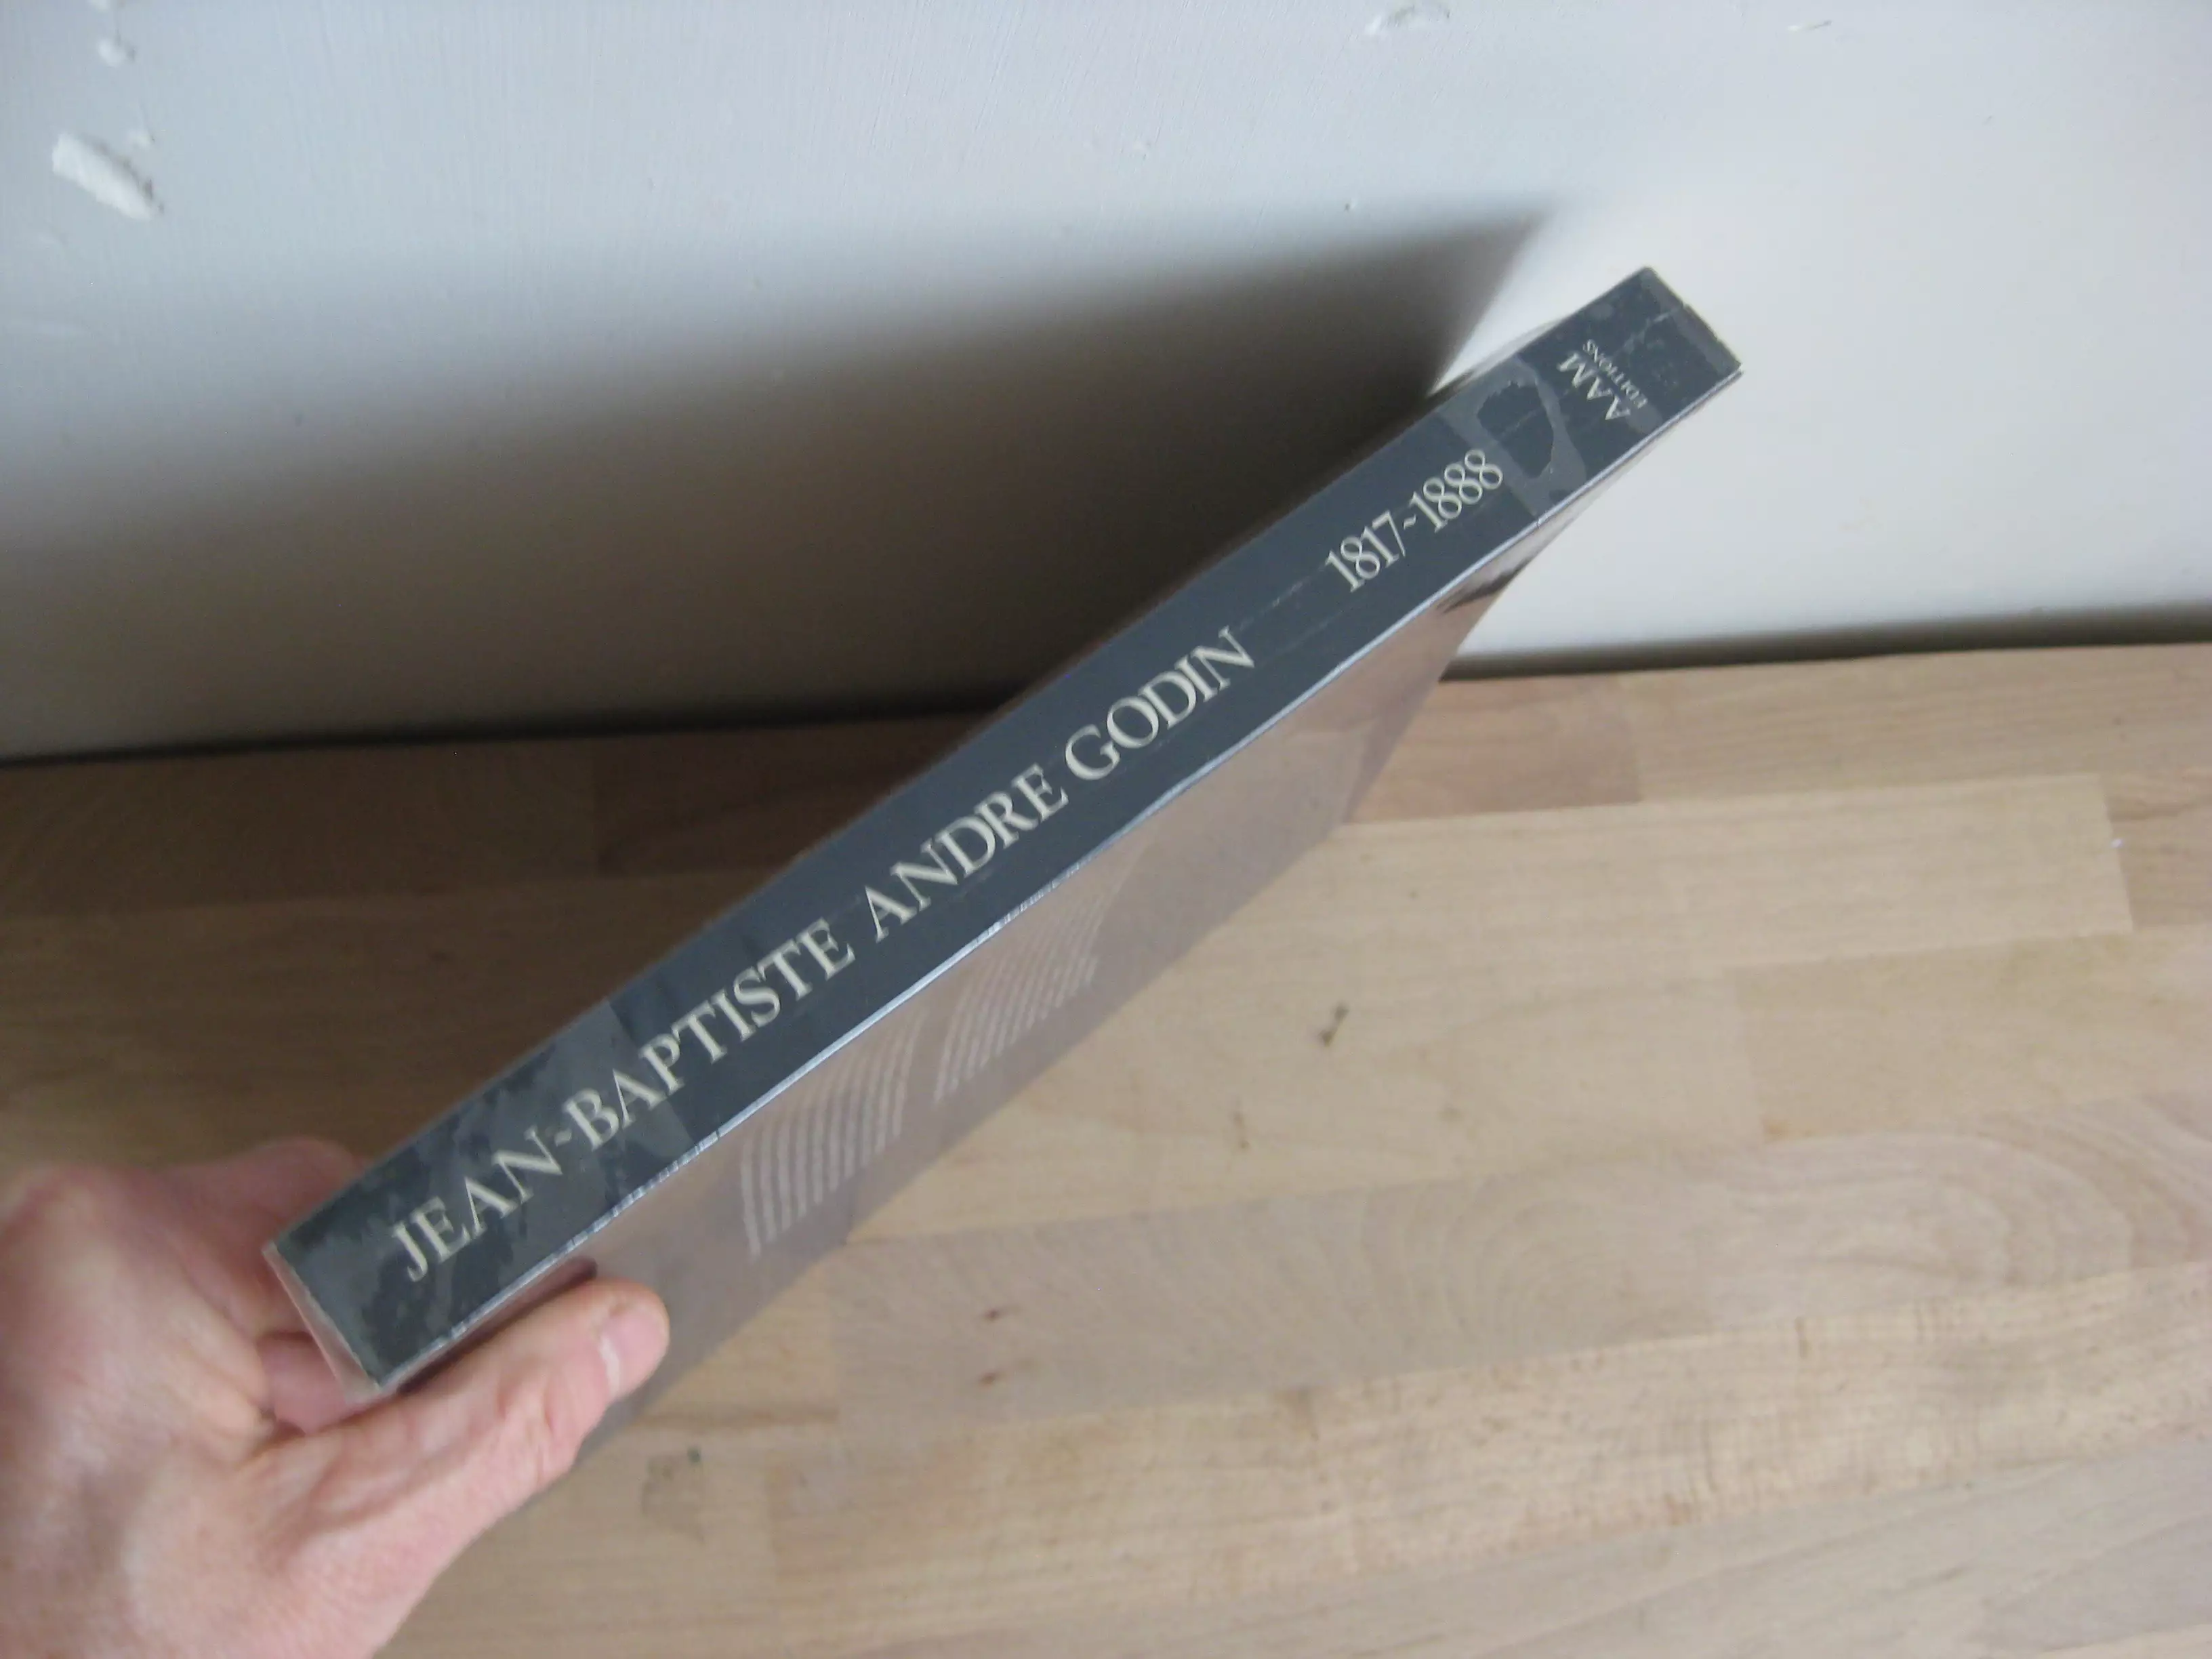 JEAN~BAPTISTE ANDRE GODIN 1817~1888
AAM
EDITIONS